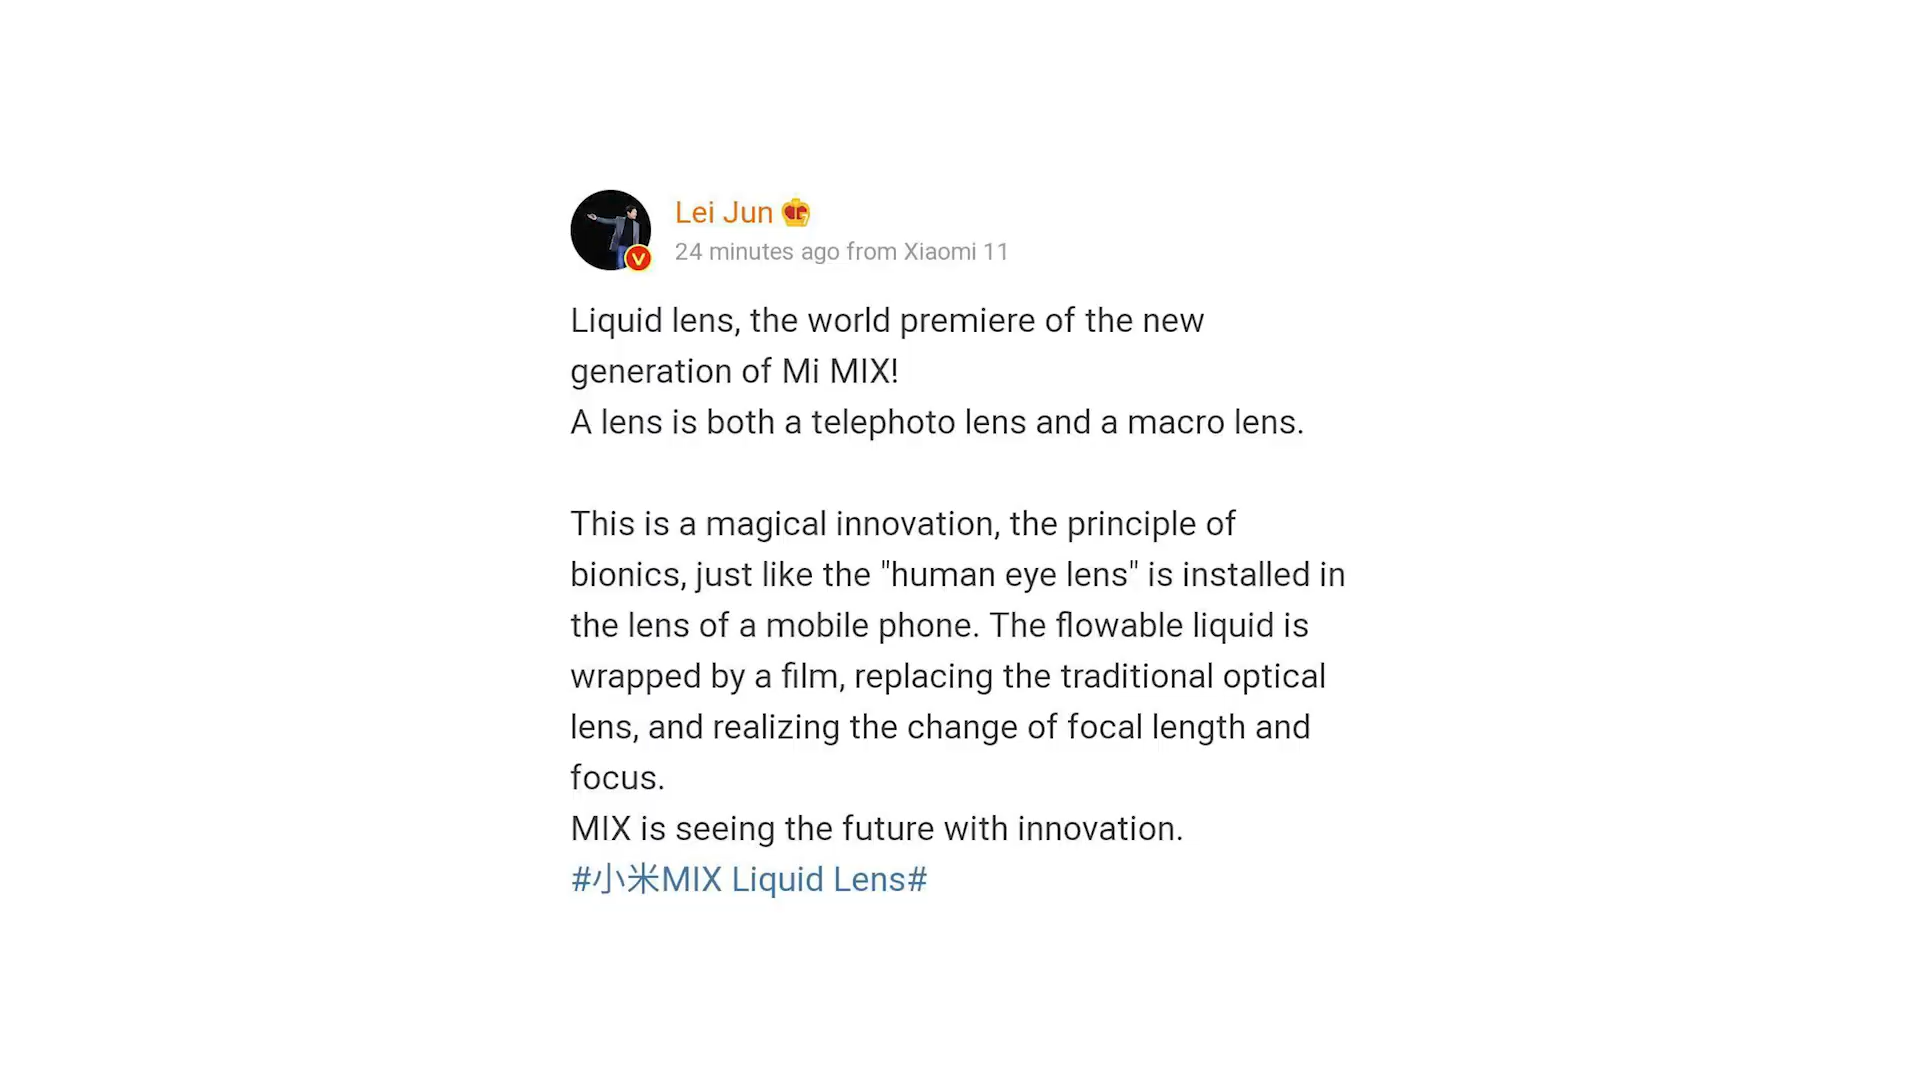 Lei Jun
24 minutes ago from Xiaomi 11
Liquid lens, the world premiere of the new
generation of Mi MIX!
A lens is both a telephoto lens and a macro lens.
This is a magical innovation, the principle of
bionics, just like the "human eye lens" is installed in
the lens of a mobile phone. The flowable liquid is
wrapped by a film, replacing the traditional optical
lens, and realizing the change of focal length and
focus.
MIX is seeing the future with innovation.
#小米MIX Liquid Lens#